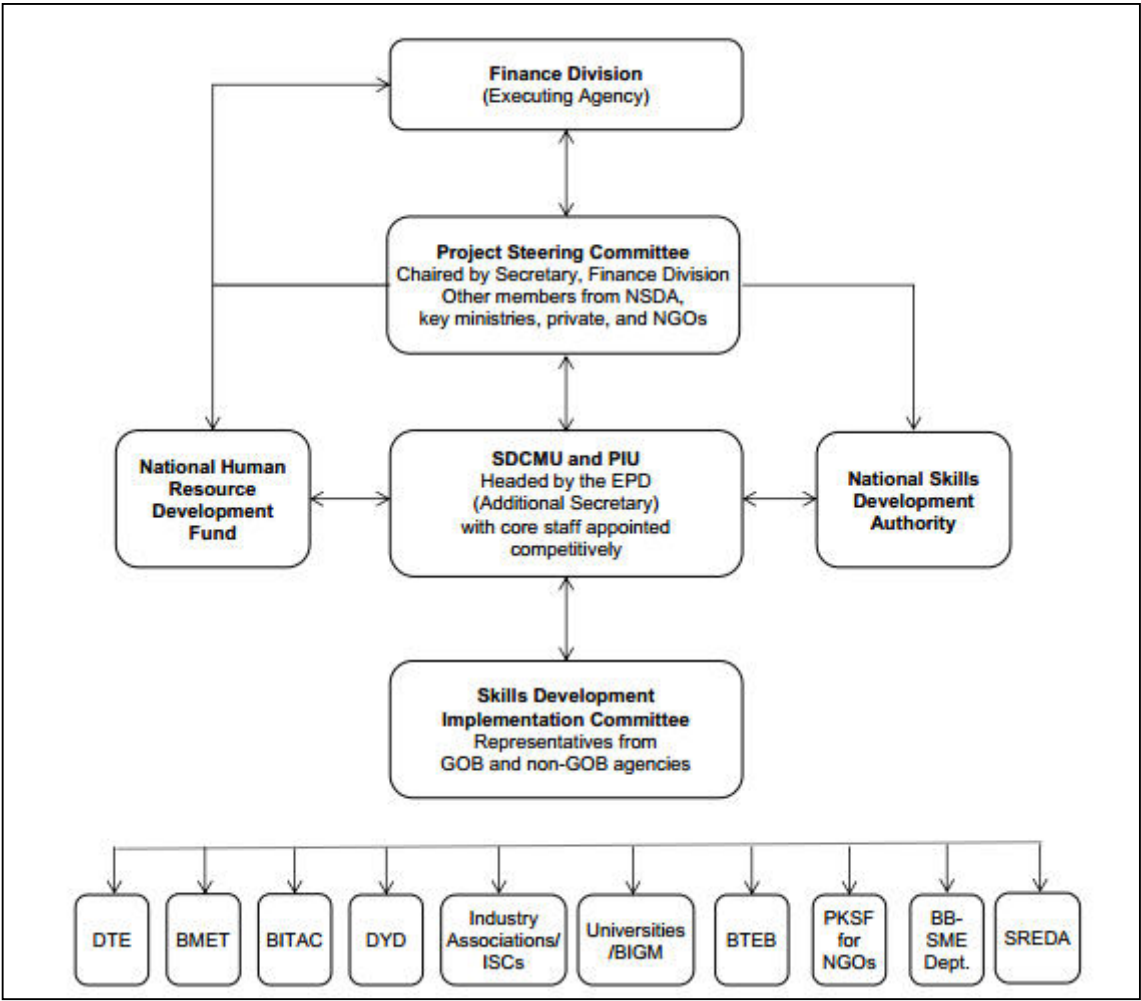 Finance Division
(Executing Agency)
Project Steering Committee
Chaired by Secretary, Finance Division
Other members from NSDA,
key ministries, private, and NGOs
National Human
Resource
Development
Fund
SDCMU and PIU
Headed by the EPD
(Additional Secretary)
with core staff appointed
competitively
National Skills
Development
Authority
Skills Development
Implementation Committee
Representatives from
GOB and non-GOB agencies
DTE
BMET
BITAC
DYD
Industry
Associations/
ISCs
Universities
/BIGM
BTEB
PKSF
for
NGOs
BB-
SME
Dept.
SREDA